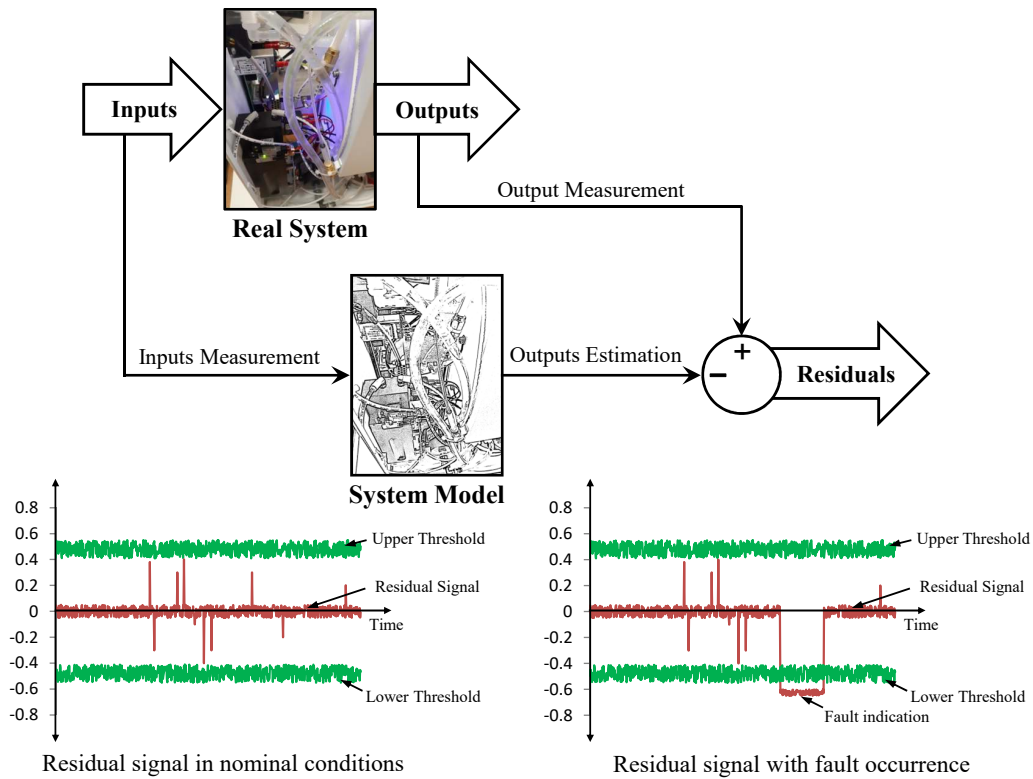 Inputs
Outputs
Real System
Output Measurement
Inputs Measurement
Outputs Estimation
+
−
Residuals
System Model
0.8
0.6
0.4
0.2
0
-0.2
-0.4
-0.6
-0.8
Upper Threshold
Residual Signal
Time
Lower Threshold
Residual signal in nominal conditions
0.8
0.6
0.4
0.2
0
-0.2
-0.4
-0.6
-0.8
Upper Threshold
Residual Signal
Time
Lower Threshold
Fault indication
Residual signal with fault occurrence